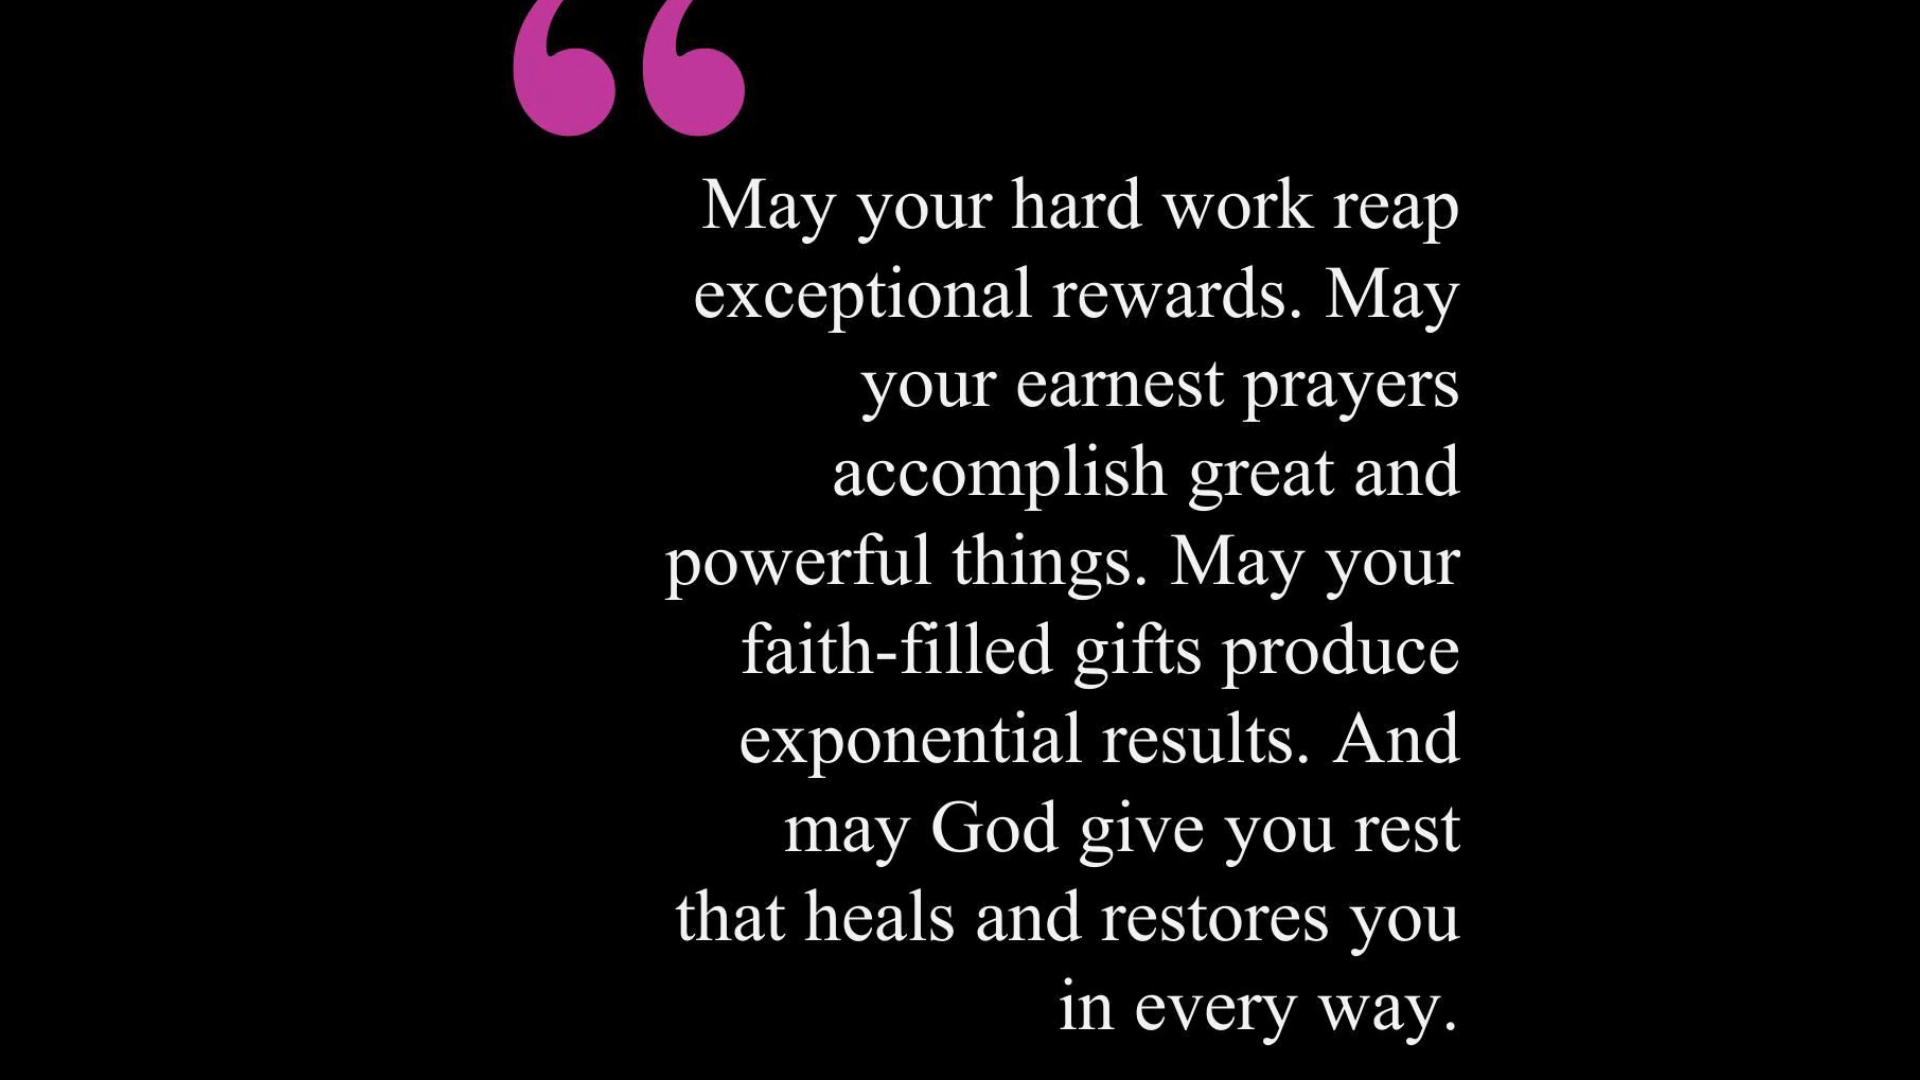 “
May your hard work reap
exceptional rewards. May
your earnest prayers
accomplish great and
powerful things. May your
faith-filled gifts produce
exponential results. And
may God give you rest
that heals and restores you
in every way.